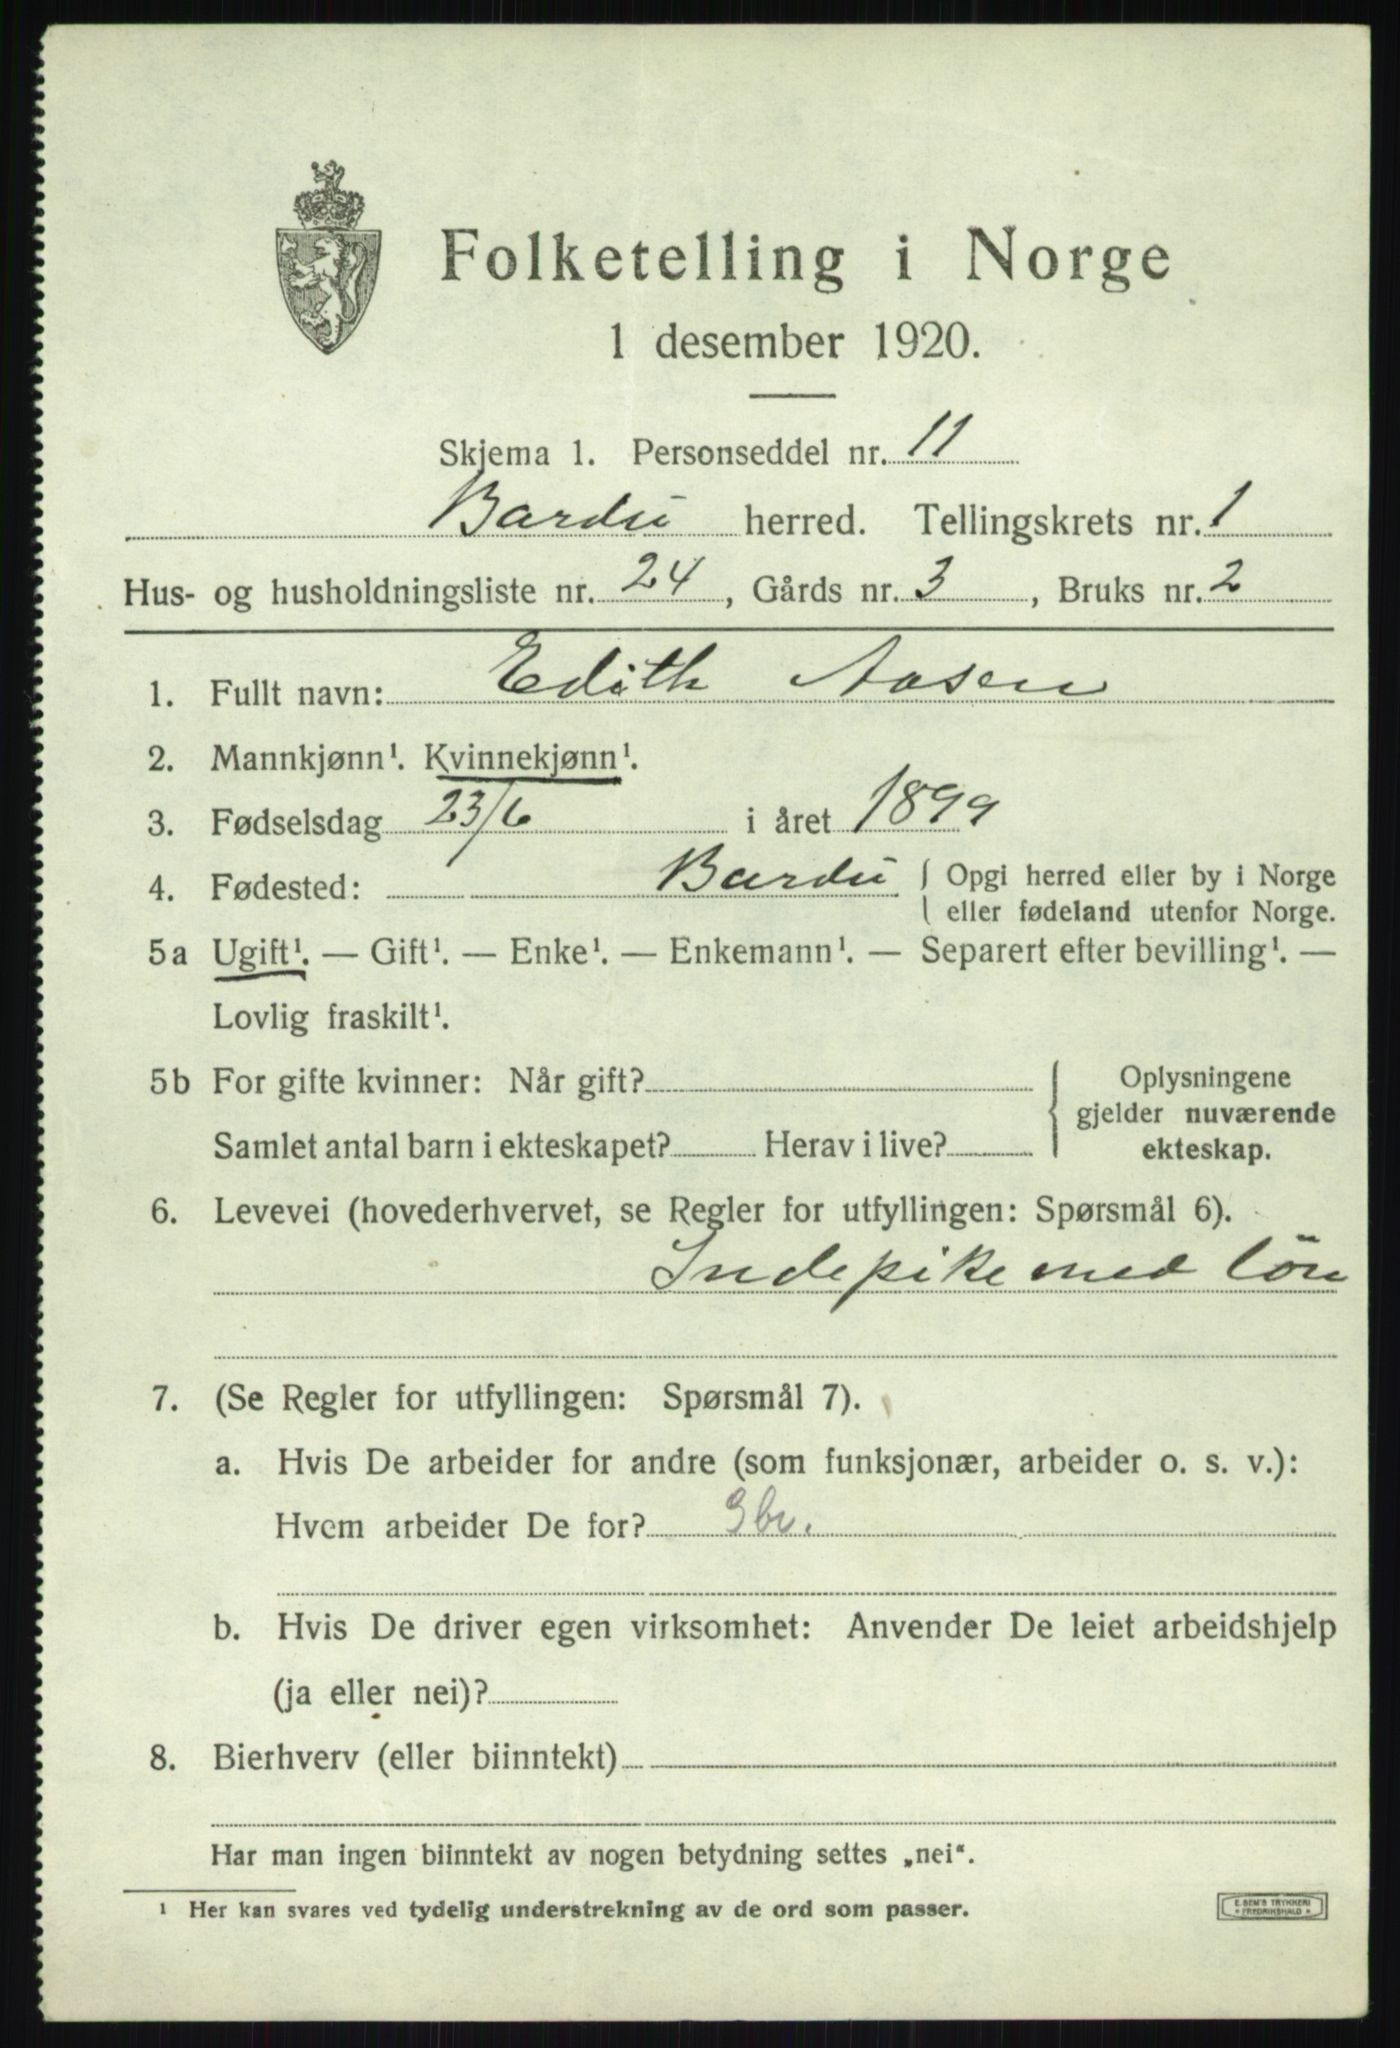 Folketelling i Norge
1 desember 1920.
Skjema 1. Personseddel nr. 11
Bardu herred. Tellingskrets nr. 1
Hus- og husholdningsliste nr. 24, Gårds nr. 3, Bruks nr. 2
1. Fullt navn: Edith Aasen
2. Mannkjønn¹. Kvinnekjønn¹.
3. Fødselsdag 23/6 i året 1899
4. Fødested: Bardu { Opgi herred eller by i Norge
eller fødeland utenfor Norge.
5a Ugift¹. — Gift¹. — Enke¹. — Enkemann¹. — Separert efter bevilling¹. —
Lovlig fraskilt¹.
5b For gifte kvinner: Når gift? { Oplysningene
gjelder nuværende
Samlet antal barn i ekteskapet? Herav i live? ekteskap.
6. Levevei (hovederhvervet, se Regler for utfyllingen: Spørsmål 6).
Indepike med løn
7. (Se Regler for utfyllingen: Spørsmål 7).
a. Hvis De arbeider for andre (som funksjonær, arbeider o. s. v.):
Hvem arbeider De for? Gbr.
b. Hvis De driver egen virksomhet: Anvender De leiet arbeidshjelp
(ja eller nei)?
8. Bierhverv (eller biinntekt)
Har man ingen biinntekt av nogen betydning settes „nei“.
¹ Her kan svares ved tydelig understrekning av de ord som passer.
E. SEM'S TRYKKERI
* FREDRIKSHALD *